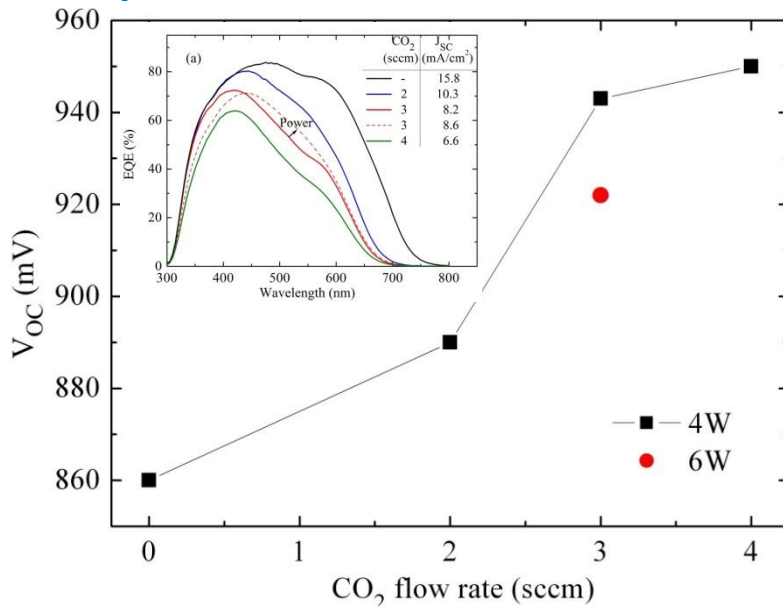 960
940
920
900
880
860
V_OC (mV)
0
1
2
3
4
CO₂ flow rate (sccm)
4W
6W
(a)
CO₂ J_SC
(sccm) (mA/cm²)
- 15.8
2 10.3
3 8.2
3 8.6
4 6.6
Power
80
60
40
20
0
EQE (%)
300 400 500 600 700 800
Wavelength (nm)